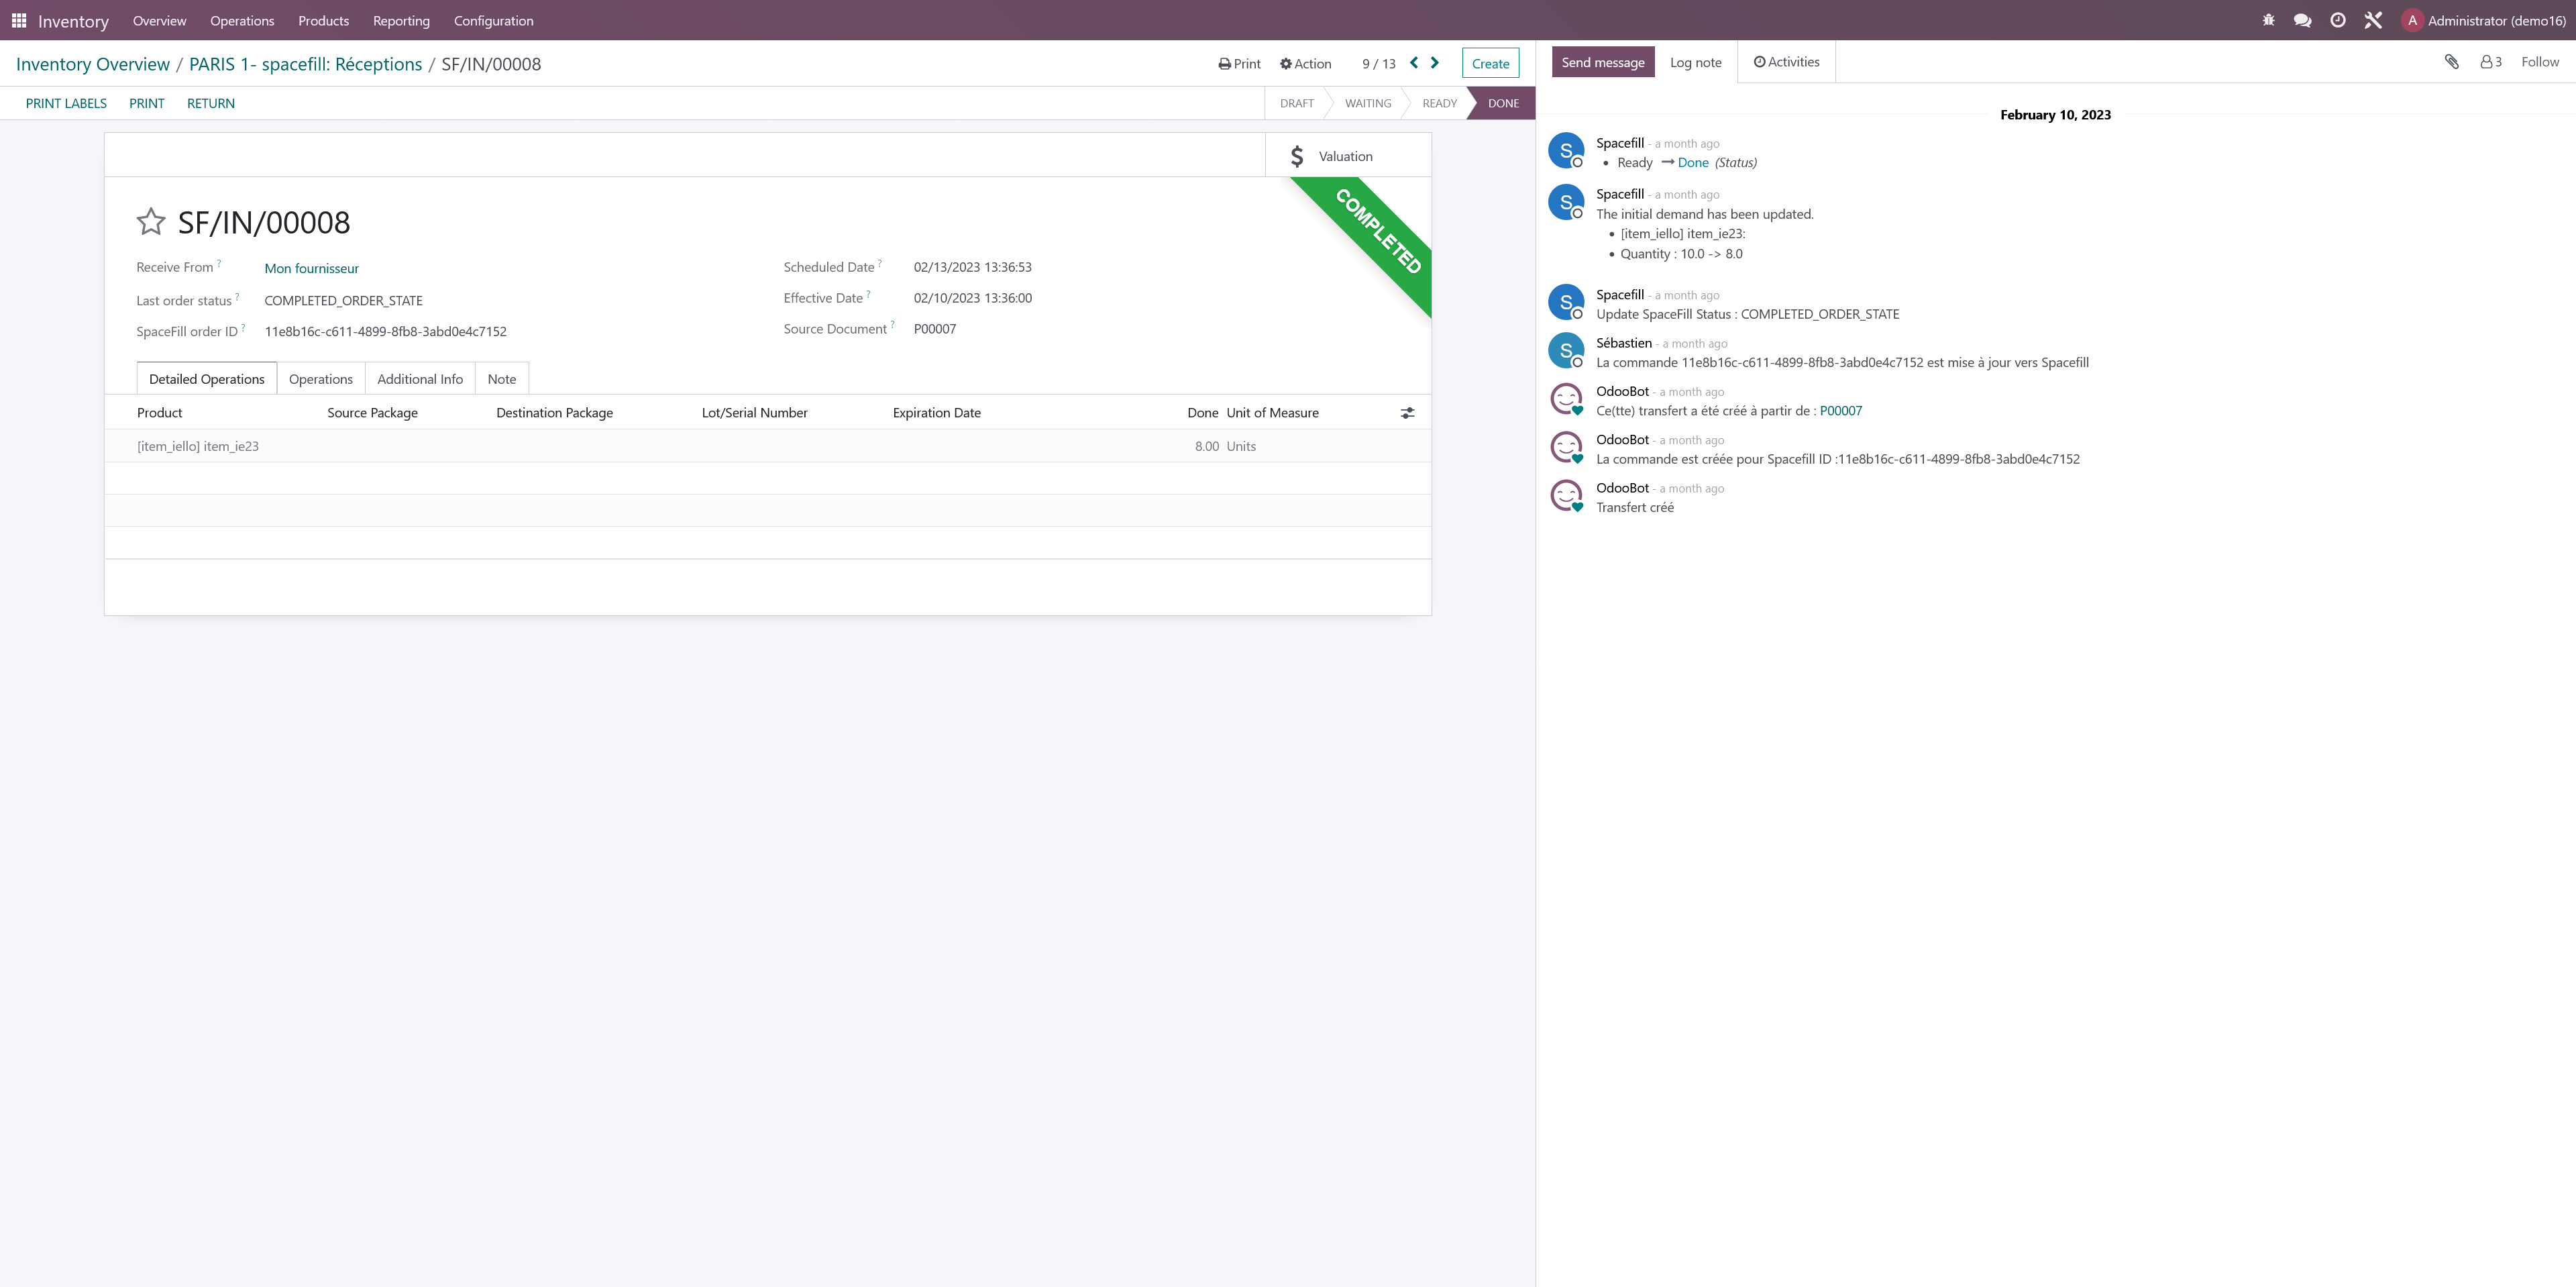 Inventory Overview Operations Products Reporting Configuration A Administrator (demo16)
Inventory Overview / PARIS 1- spacefill: Réceptions / SF/IN/00008
Print Action 9 / 13 Create
PRINT LABELS PRINT RETURN
DRAFT WAITING READY DONE
$ Valuation
COMPLETED
SF/IN/00008
Receive From ? Mon fournisseur
Last order status ? COMPLETED_ORDER_STATE
SpaceFill order ID ? 11e8b16c-c611-4899-8fb8-3abd0e4c7152
Scheduled Date ? 02/13/2023 13:36:53
Effective Date ? 02/10/2023 13:36:00
Source Document ? P00007
Detailed Operations Operations Additional Info Note
Product Source Package Destination Package Lot/Serial Number Expiration Date Done Unit of Measure
[item_iello] item_ie23 8.00 Units
Send message Log note Activities 3 Follow
February 10, 2023
S Spacefill - a month ago
• Ready → Done (Status)
S Spacefill - a month ago
The initial demand has been updated.
• [item_iello] item_ie23:
• Quantity : 10.0 -> 8.0
S Spacefill - a month ago
Update SpaceFill Status : COMPLETED_ORDER_STATE
S Sébastien - a month ago
La commande 11e8b16c-c611-4899-8fb8-3abd0e4c7152 est mise à jour vers Spacefill
OdooBot - a month ago
Ce(tte) transfert a été créé à partir de : P00007
OdooBot - a month ago
La commande est créée pour Spacefill ID :11e8b16c-c611-4899-8fb8-3abd0e4c7152
OdooBot - a month ago
Transfert créé